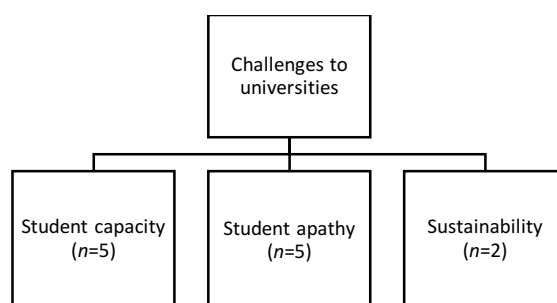 Challenges to
universities
Student capacity
(n=5)
Student apathy
(n=5)
Sustainability
(n=2)